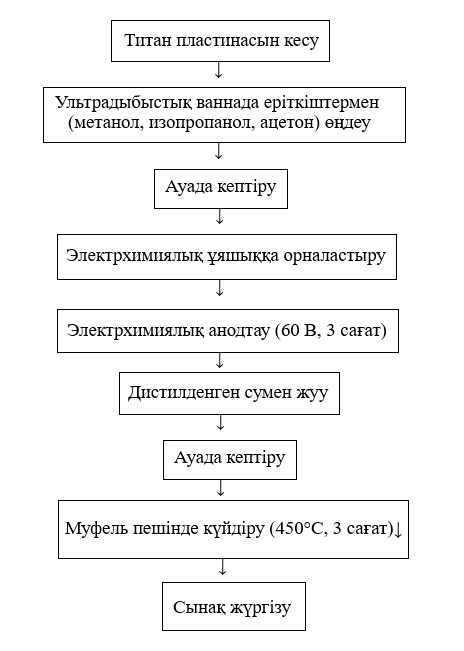 Титан пластинасын кесу
↓
Ультрадыбыстық ваннада еріткіштермен
(метанол, изопропанол, ацетон) өңдеу
↓
Ауада кептіру
↓
Электрхимиялық ұяшыққа орналастыру
↓
Электрхимиялық анодтау (60 В, 3 сағат)
↓
Дистилденген сумен жуу
↓
Ауада кептіру
↓
Муфель пешінде күйдіру (450°C, 3 сағат)↓
↓
Сынақ жүргізу